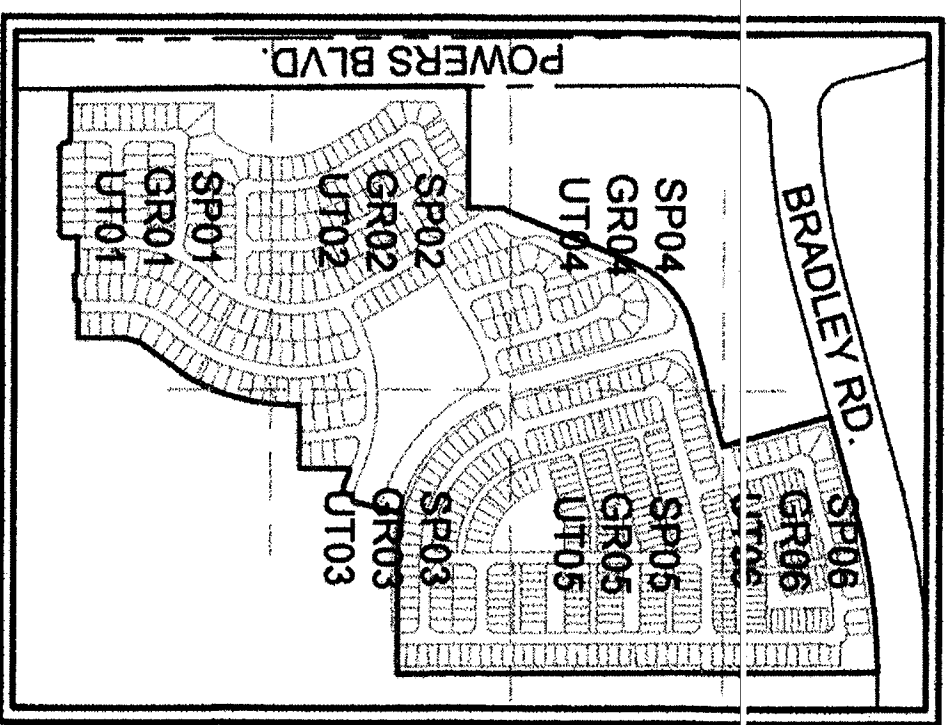 POWERS BLVD.
BRADLEY RD.
SP01
GR01
UT01
SP02
GR02
UT02
SP04
GR04
UT04
SP03
GR03
UT03
SP05
GR05
UT05
SP06
GR06
UT06